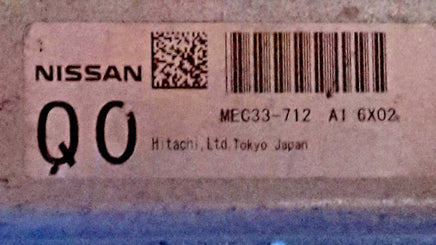 NISSAN
MEC33-712 A1 6X02
Q0
Hitachi,Ltd.Tokyo Japan